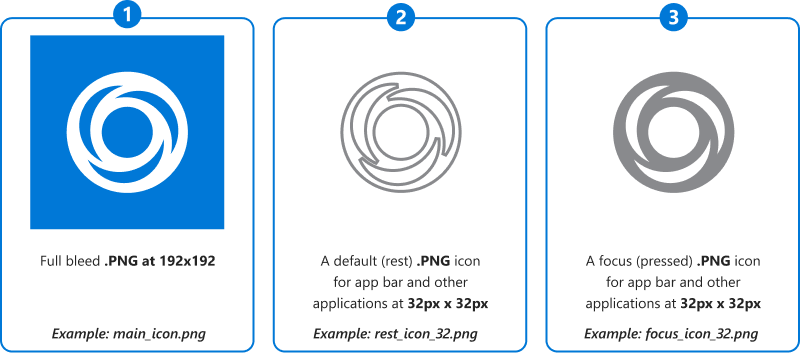 1
Full bleed .PNG at 192x192
Example: main_icon.png
2
A default (rest) .PNG icon
for app bar and other
applications at 32px x 32px
Example: rest_icon_32.png
3
A focus (pressed) .PNG icon
for app bar and other
applications at 32px x 32px
Example: focus_icon_32.png